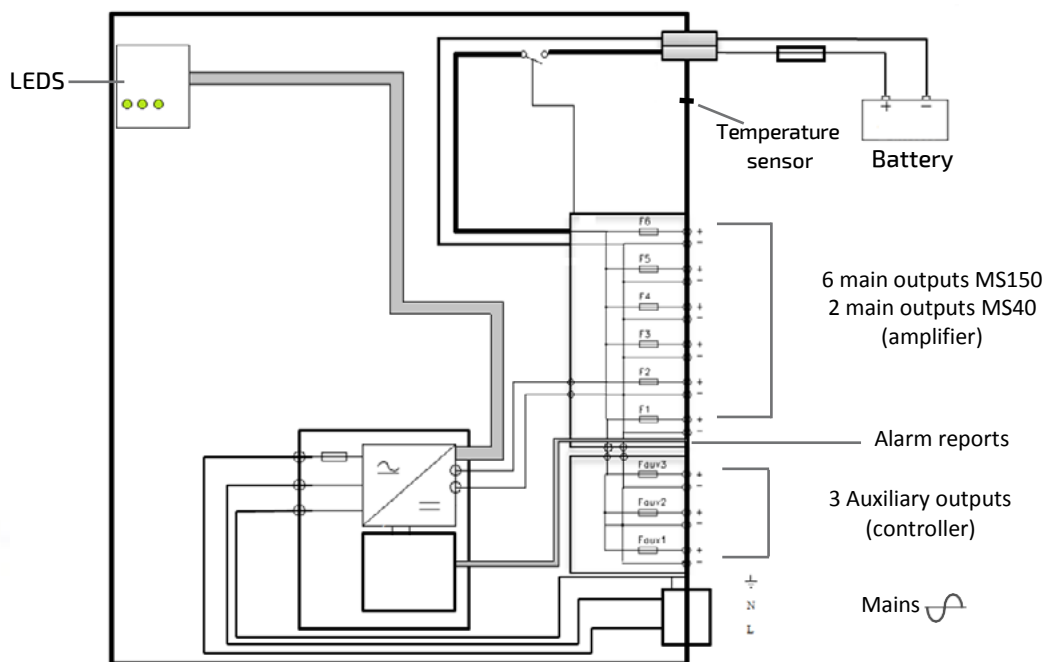 LEDS
+ −
Temperature
sensor
Battery
F6 + −
F5 + −
F4 + −
F3 + −
F2 + −
F1 + −
6 main outputs MS150
2 main outputs MS40
(amplifier)
Alarm reports
Faux3 + −
Faux2 + −
Faux1 + −
3 Auxiliary outputs
(controller)
N
L
Mains